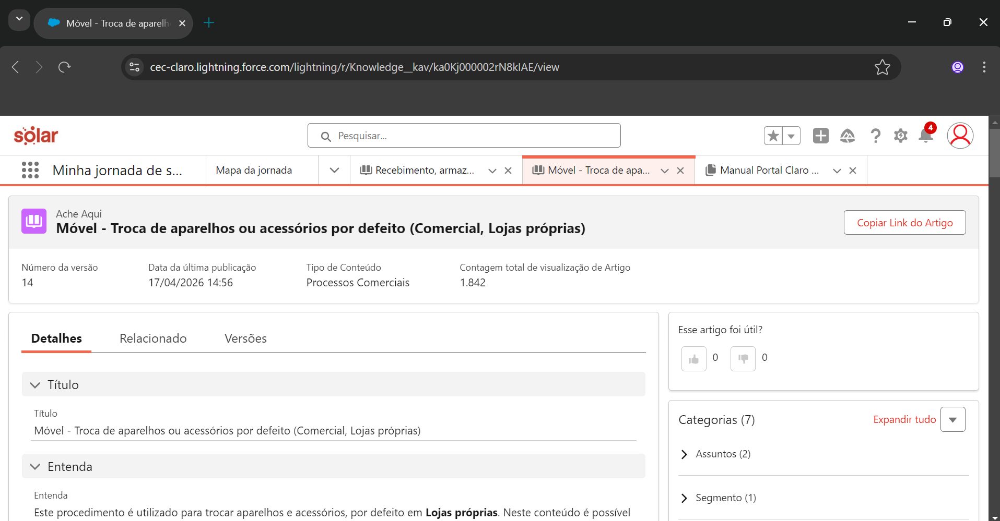 Móvel - Troca de aparelh
cec-claro.lightning.force.com/lightning/r/Knowledge__kav/ka0Kj000002rN8kIAE/view
solar
Pesquisar...
4
Minha jornada de s...
Mapa da jornada
Recebimento, armaz...
Móvel - Troca de apa...
Manual Portal Claro ...
Ache Aqui
Móvel - Troca de aparelhos ou acessórios por defeito (Comercial, Lojas próprias)
Copiar Link do Artigo
Número da versão
14
Data da última publicação
17/04/2026 14:56
Tipo de Conteúdo
Processos Comerciais
Contagem total de visualização de Artigo
1.842
Detalhes
Relacionado
Versões
Título
Título
Móvel - Troca de aparelhos ou acessórios por defeito (Comercial, Lojas próprias)
Entenda
Entenda
Este procedimento é utilizado para trocar aparelhos e acessórios, por defeito em Lojas próprias. Neste conteúdo é possível
Esse artigo foi útil?
0
0
Categorias (7)
Expandir tudo
Assuntos (2)
Segmento (1)